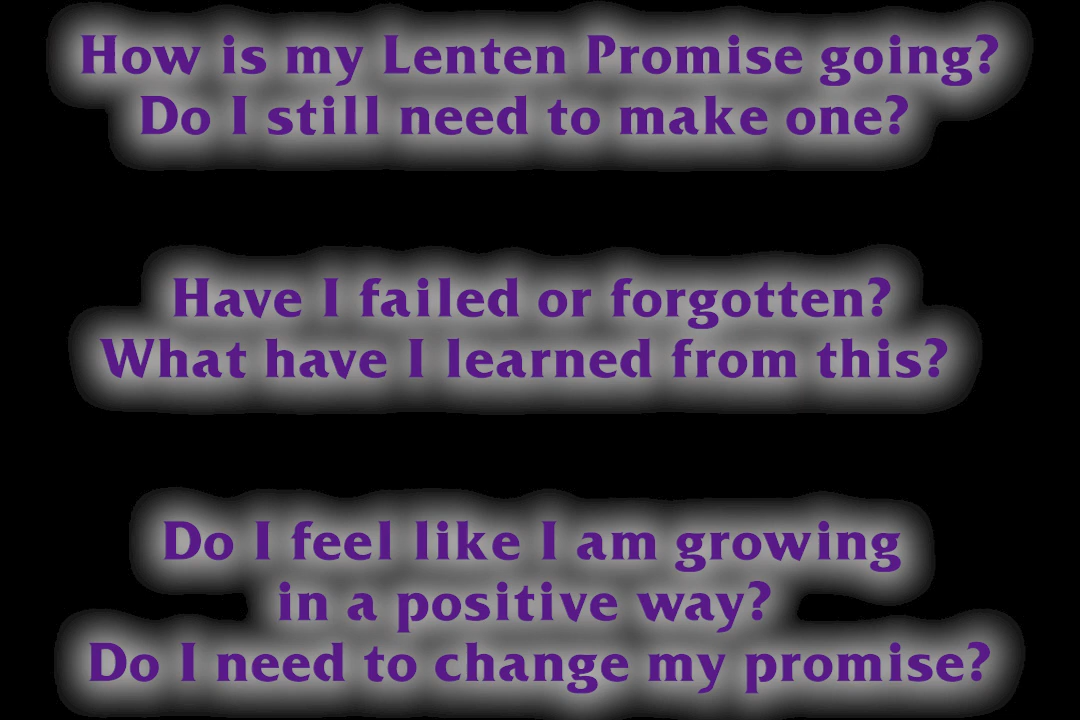 How is my Lenten Promise going?
Do I still need to make one?
Have I failed or forgotten?
What have I learned from this?
Do I feel like I am growing
in a positive way?
Do I need to change my promise?